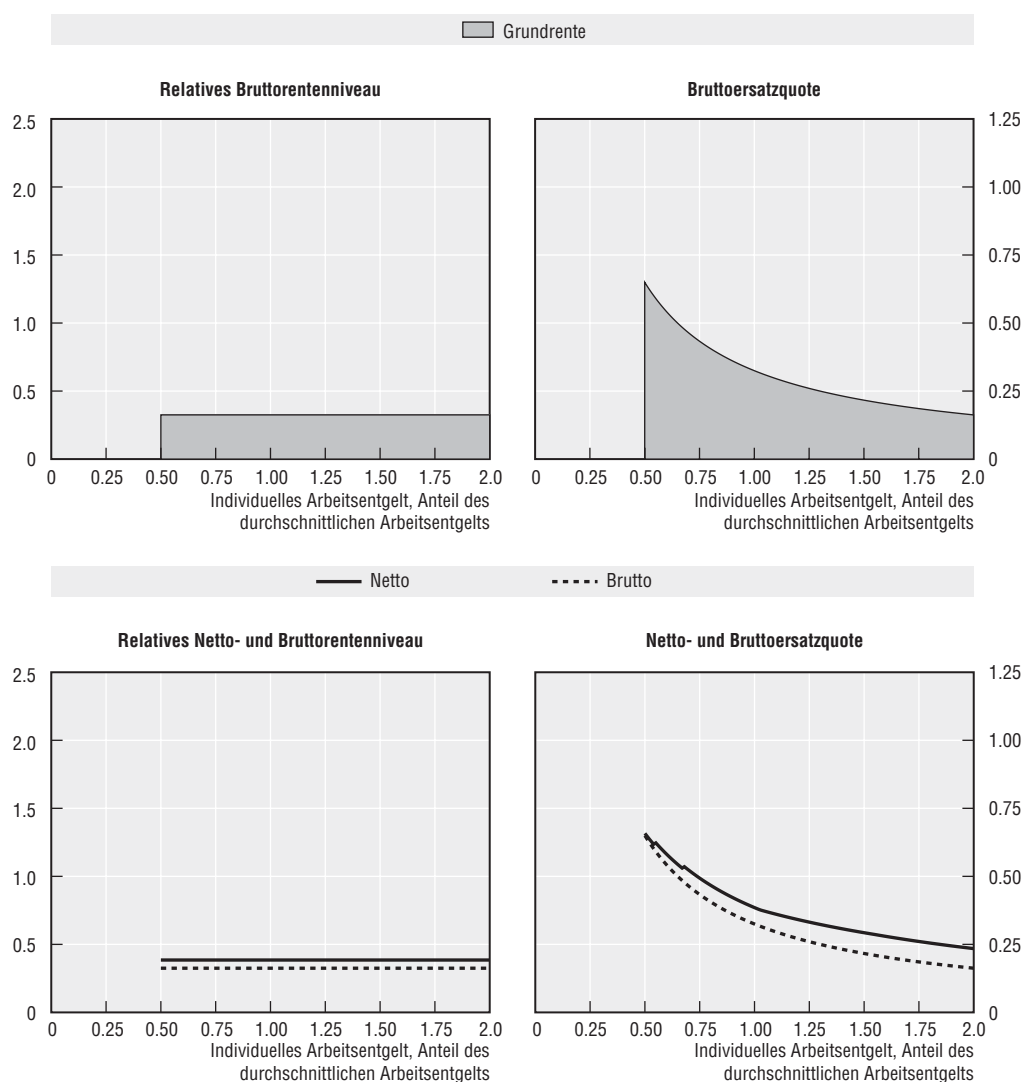 Grundrente
Relatives Bruttorentenniveau
2.5
2.0
1.5
1.0
0.5
0
0 0.25 0.50 0.75 1.00 1.25 1.50 1.75 2.0
Individuelles Arbeitsentgelt, Anteil des
durchschnittlichen Arbeitsentgelts
Bruttoersatzquote
1.25
1.00
0.75
0.50
0.25
0
0 0.25 0.50 0.75 1.00 1.25 1.50 1.75 2.0
Individuelles Arbeitsentgelt, Anteil des
durchschnittlichen Arbeitsentgelts
Netto Brutto
Relatives Netto- und Bruttorentenniveau
2.5
2.0
1.5
1.0
0.5
0
0 0.25 0.50 0.75 1.00 1.25 1.50 1.75 2.0
Individuelles Arbeitsentgelt, Anteil des
durchschnittlichen Arbeitsentgelts
Netto- und Bruttoersatzquote
1.25
1.00
0.75
0.50
0.25
0
0 0.25 0.50 0.75 1.00 1.25 1.50 1.75 2.0
Individuelles Arbeitsentgelt, Anteil des
durchschnittlichen Arbeitsentgelts